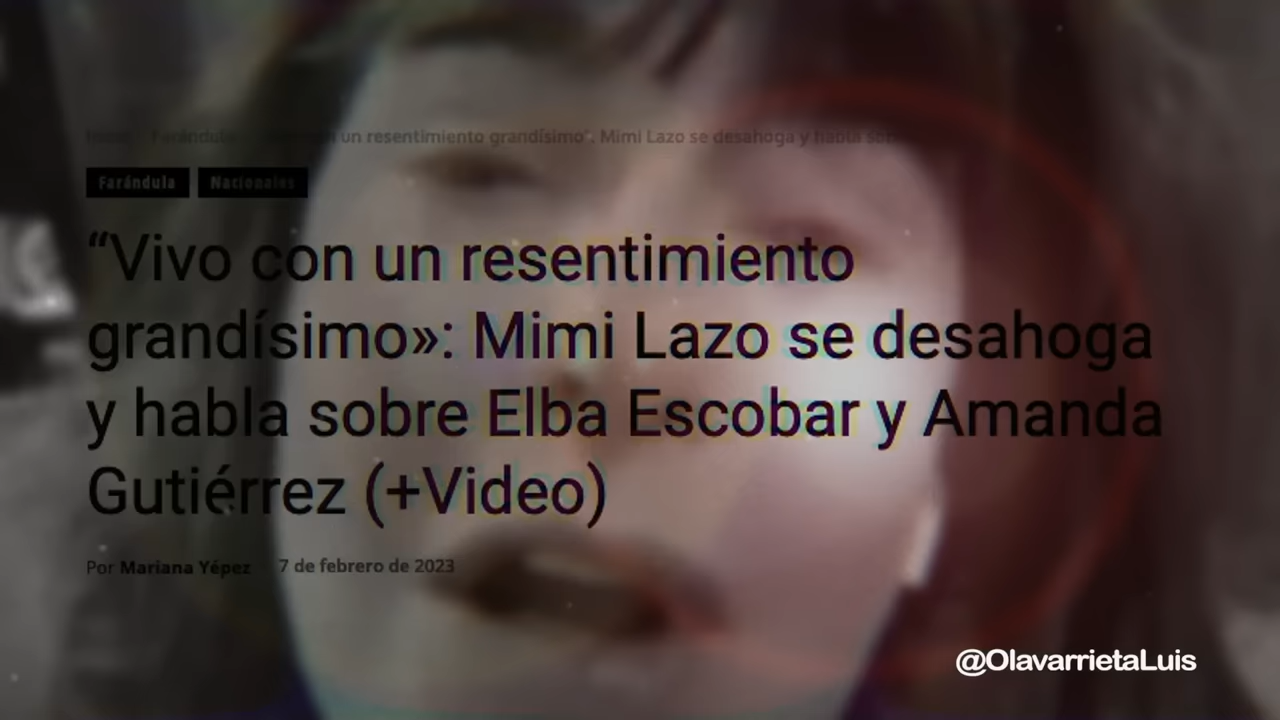 un resentimiento grandísimo". Mimi Lazo se desahoga y habla sob
Farándula Nacionales
“Vivo con un resentimiento
grandísimo»: Mimi Lazo se desahoga
y habla sobre Elba Escobar y Amanda
Gutiérrez (+Video)
Por Mariana Yépez 7 de febrero de 2023
@OlavarrietaLuis